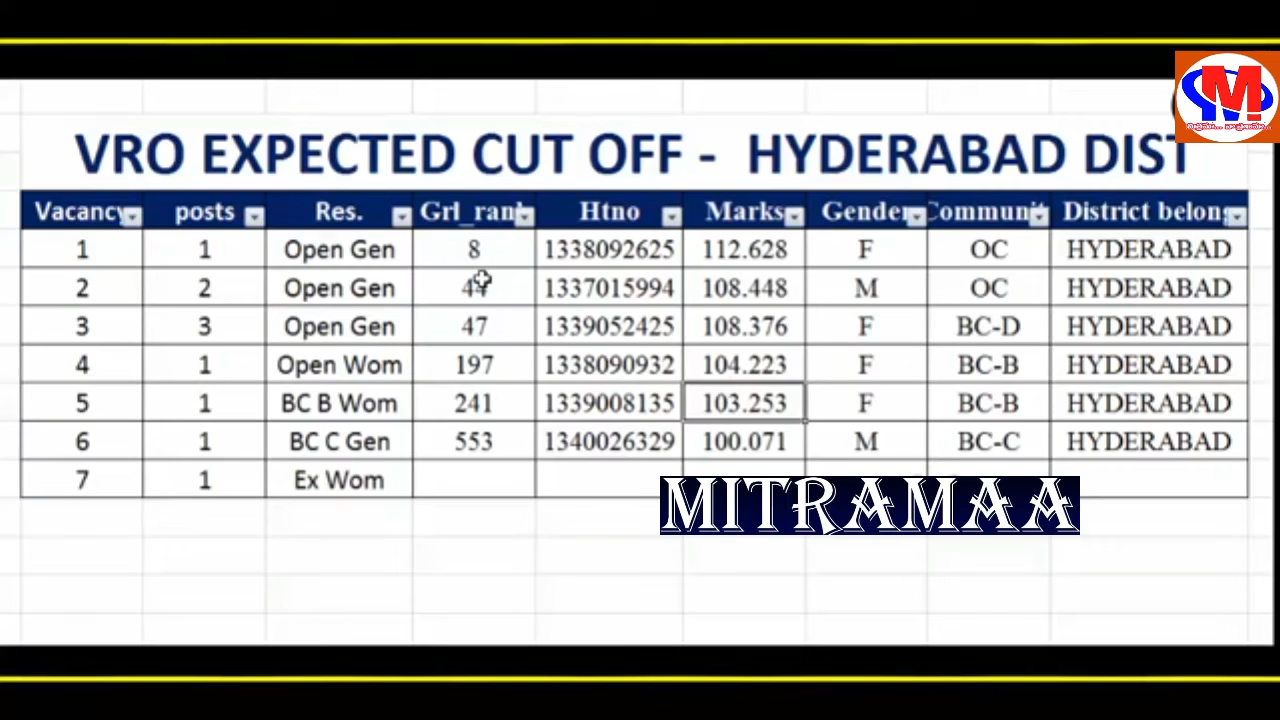 M
VRO EXPECTED CUT OFF - HYDERABAD DIST
Vacancy posts Res. Grl_rank Htno Marks Gender Communit District belong
1 1 Open Gen 8 1338092625 112.628 F OC HYDERABAD
2 2 Open Gen 44 1337015994 108.448 M OC HYDERABAD
3 3 Open Gen 47 1339052425 108.376 F BC-D HYDERABAD
4 1 Open Wom 197 1338090932 104.223 F BC-B HYDERABAD
5 1 BC B Wom 241 1339008135 103.253 F BC-B HYDERABAD
6 1 BC C Gen 553 1340026329 100.071 M BC-C HYDERABAD
7 1 Ex Wom
MITRAMAA